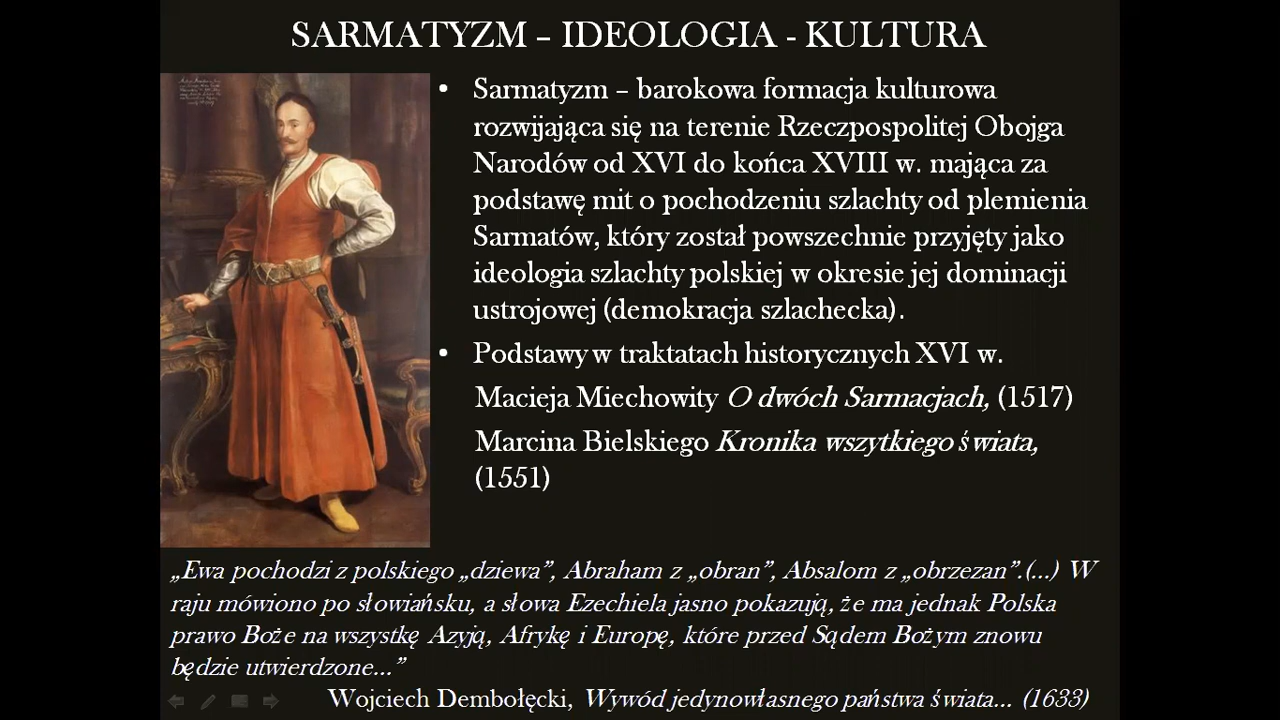 SARMATYZM – IDEOLOGIA - KULTURA
• Sarmatyzm – barokowa formacja kulturowa
rozwijająca się na terenie Rzeczpospolitej Obojga
Narodów od XVI do końca XVIII w. mająca za
podstawę mit o pochodzeniu szlachty od plemienia
Sarmatów, który został powszechnie przyjęty jako
ideologia szlachty polskiej w okresie jej dominacji
ustrojowej (demokracja szlachecka).
• Podstawy w traktatach historycznych XVI w.
Macieja Miechowity O dwóch Sarmacjach, (1517)
Marcina Bielskiego Kronika wszytkiego świata,
(1551)
„Ewa pochodzi z polskiego „dziewa”, Abraham z „obran”, Absalom z „obrzezan”.(...) W
raju mówiono po słowiańsku, a słowa Ezechiela jasno pokazują, że ma jednak Polska
prawo Boże na wszystkę Azyją, Afrykę i Europę, które przed Sądem Bożym znowu
będzie utwierdzone...”
Wojciech Dembołęcki, Wywód jedynowłasnego państwa świata... (1633)